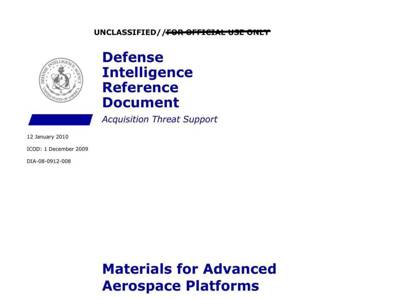 UNCLASSIFIED//FOR OFFICIAL USE ONLY
Defense
Intelligence
Reference
Document
Acquisition Threat Support
12 January 2010
ICOD: 1 December 2009
DIA-08-0912-008
Materials for Advanced
Aerospace Platforms